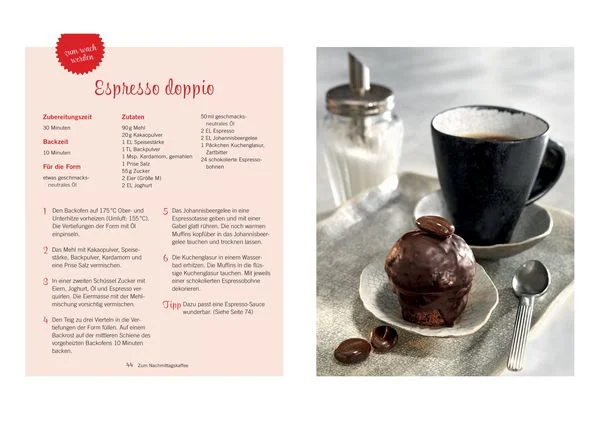 zum wach
werden
Espresso doppio
Zubereitungszeit
30 Minuten
Backzeit
10 Minuten
Für die Form
etwas geschmacks-
neutrales Öl
Zutaten
90 g Mehl
20 g Kakaopulver
1 EL Speisestärke
1 TL Backpulver
1 Msp. Kardamom, gemahlen
1 Prise Salz
55 g Zucker
2 Eier (Größe M)
2 EL Joghurt
50 ml geschmacks-
neutrales Öl
2 EL Espresso
2 EL Johannisbeergelee
1 Päckchen Kuchenglasur,
Zartbitter
24 schokolierte Espresso-
bohnen
1 Den Backofen auf 175 °C Ober- und
Unterhitze vorheizen (Umluft: 155 °C).
Die Vertiefungen der Form mit Öl
einpinseln.
2 Das Mehl mit Kakaopulver, Speise-
stärke, Backpulver, Kardamom und
eine Prise Salz vermischen.
3 In einer zweiten Schüssel Zucker mit
Eiern, Joghurt, Öl und Espresso ver-
quirlen. Die Eiermasse mit der Mehl-
mischung vorsichtig vermischen.
4 Den Teig zu drei Vierteln in die Ver-
tiefungen der Form füllen. Auf einem
Backrost auf der mittleren Schiene des
vorgeheizten Backofens 10 Minuten
backen.
5 Das Johannisbeergelee in eine
Espressotasse geben und mit einer
Gabel glatt rühren. Die noch warmen
Muffins kopfüber in das Johannisbeer-
gelee tauchen und trocknen lassen.
6 Die Kuchenglasur in einem Wasser-
bad erhitzen. Die Muffins in die flüs-
sige Kuchenglasur tauchen. Mit jeweils
einer schokolierten Espressobohne
dekorieren.
Tipp Dazu passt eine Espresso-Sauce
wunderbar. (Siehe Seite 74)
44 Zum Nachmittagskaffee